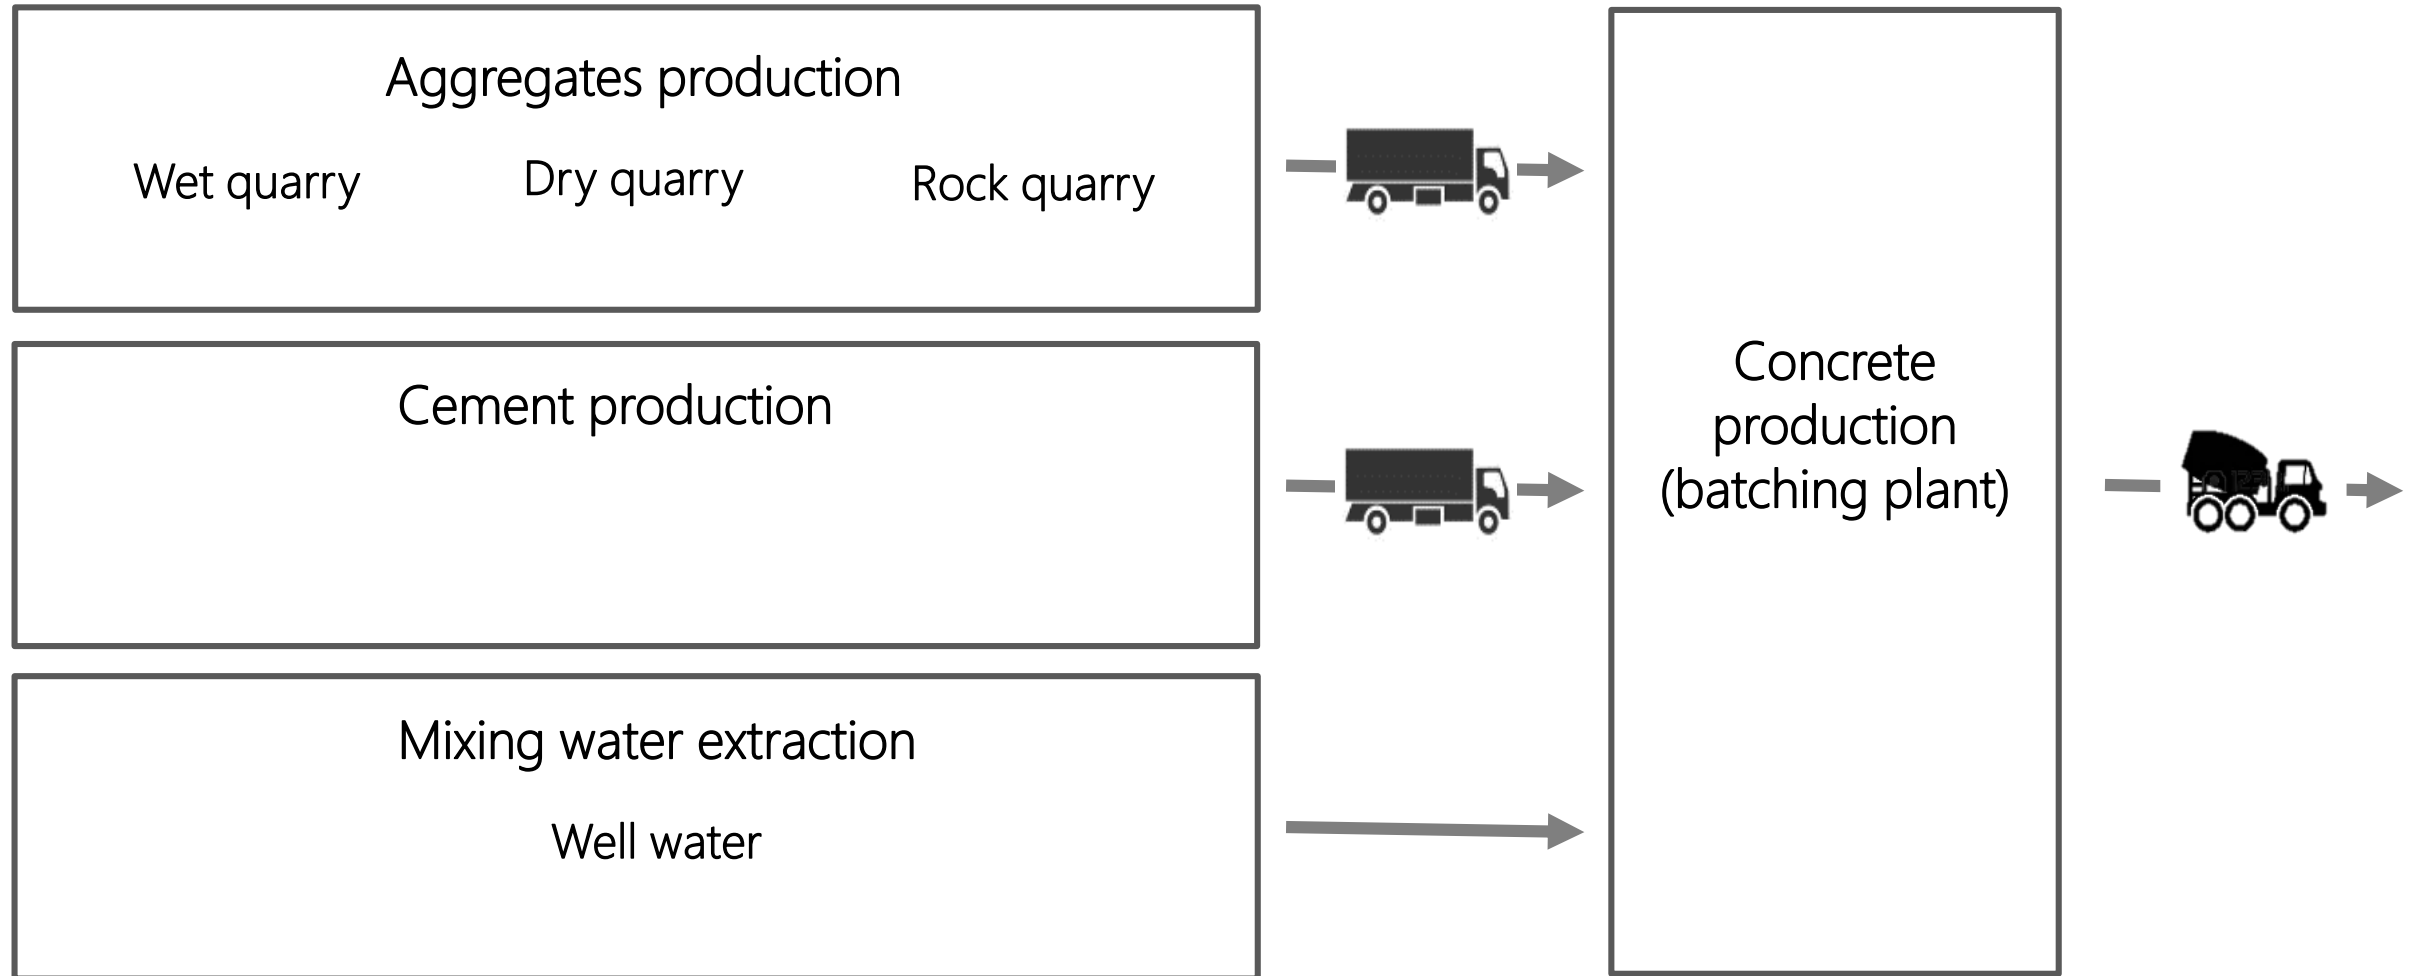 Aggregates production
Wet quarry
Dry quarry
Rock quarry
Cement production
Mixing water extraction
Well water
Concrete
production
(batching plant)